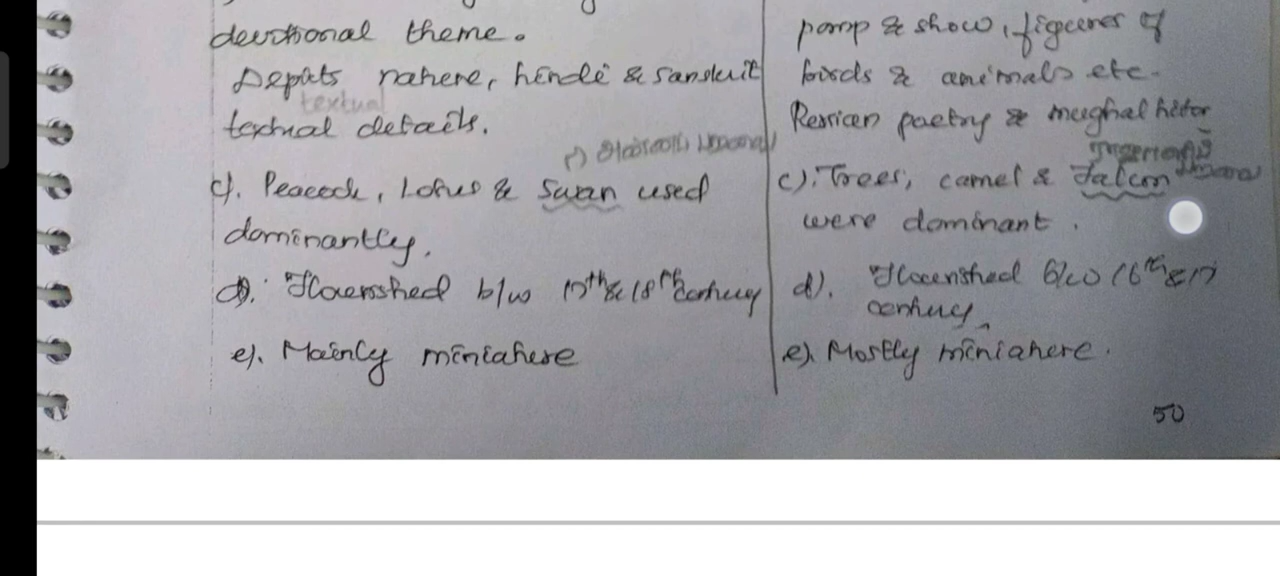 devotional theme.
Depicts nature, hindi & sanskrit
textual
textual details.
c). Peacock, Lotus & Swan used
dominantly.
d). Flourished b/w 17th & 18th century
e). Mainly miniature
pomp & show, figures of
birds & animals etc.
Persian poetry & mughal histor
c). Trees, camel & Falcon
were dominant.
d). Flourished b/w 16th & 17
century
e). Mostly miniature.
50